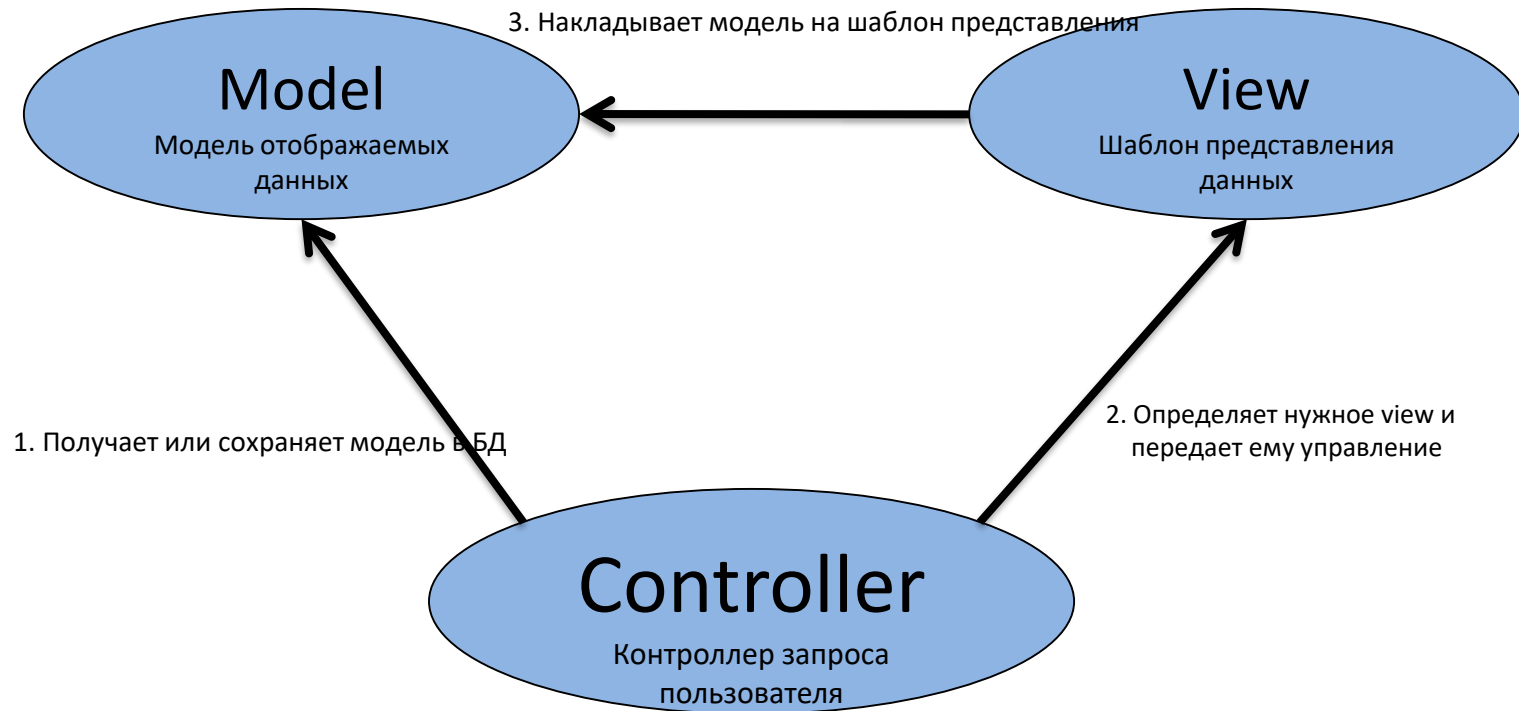 3. Накладывает модель на шаблон представления
Model
Модель отображаемых
данных
View
Шаблон представления
данных
1. Получает или сохраняет модель в БД
2. Определяет нужное view и
передает ему управление
Controller
Контроллер запроса
пользователя